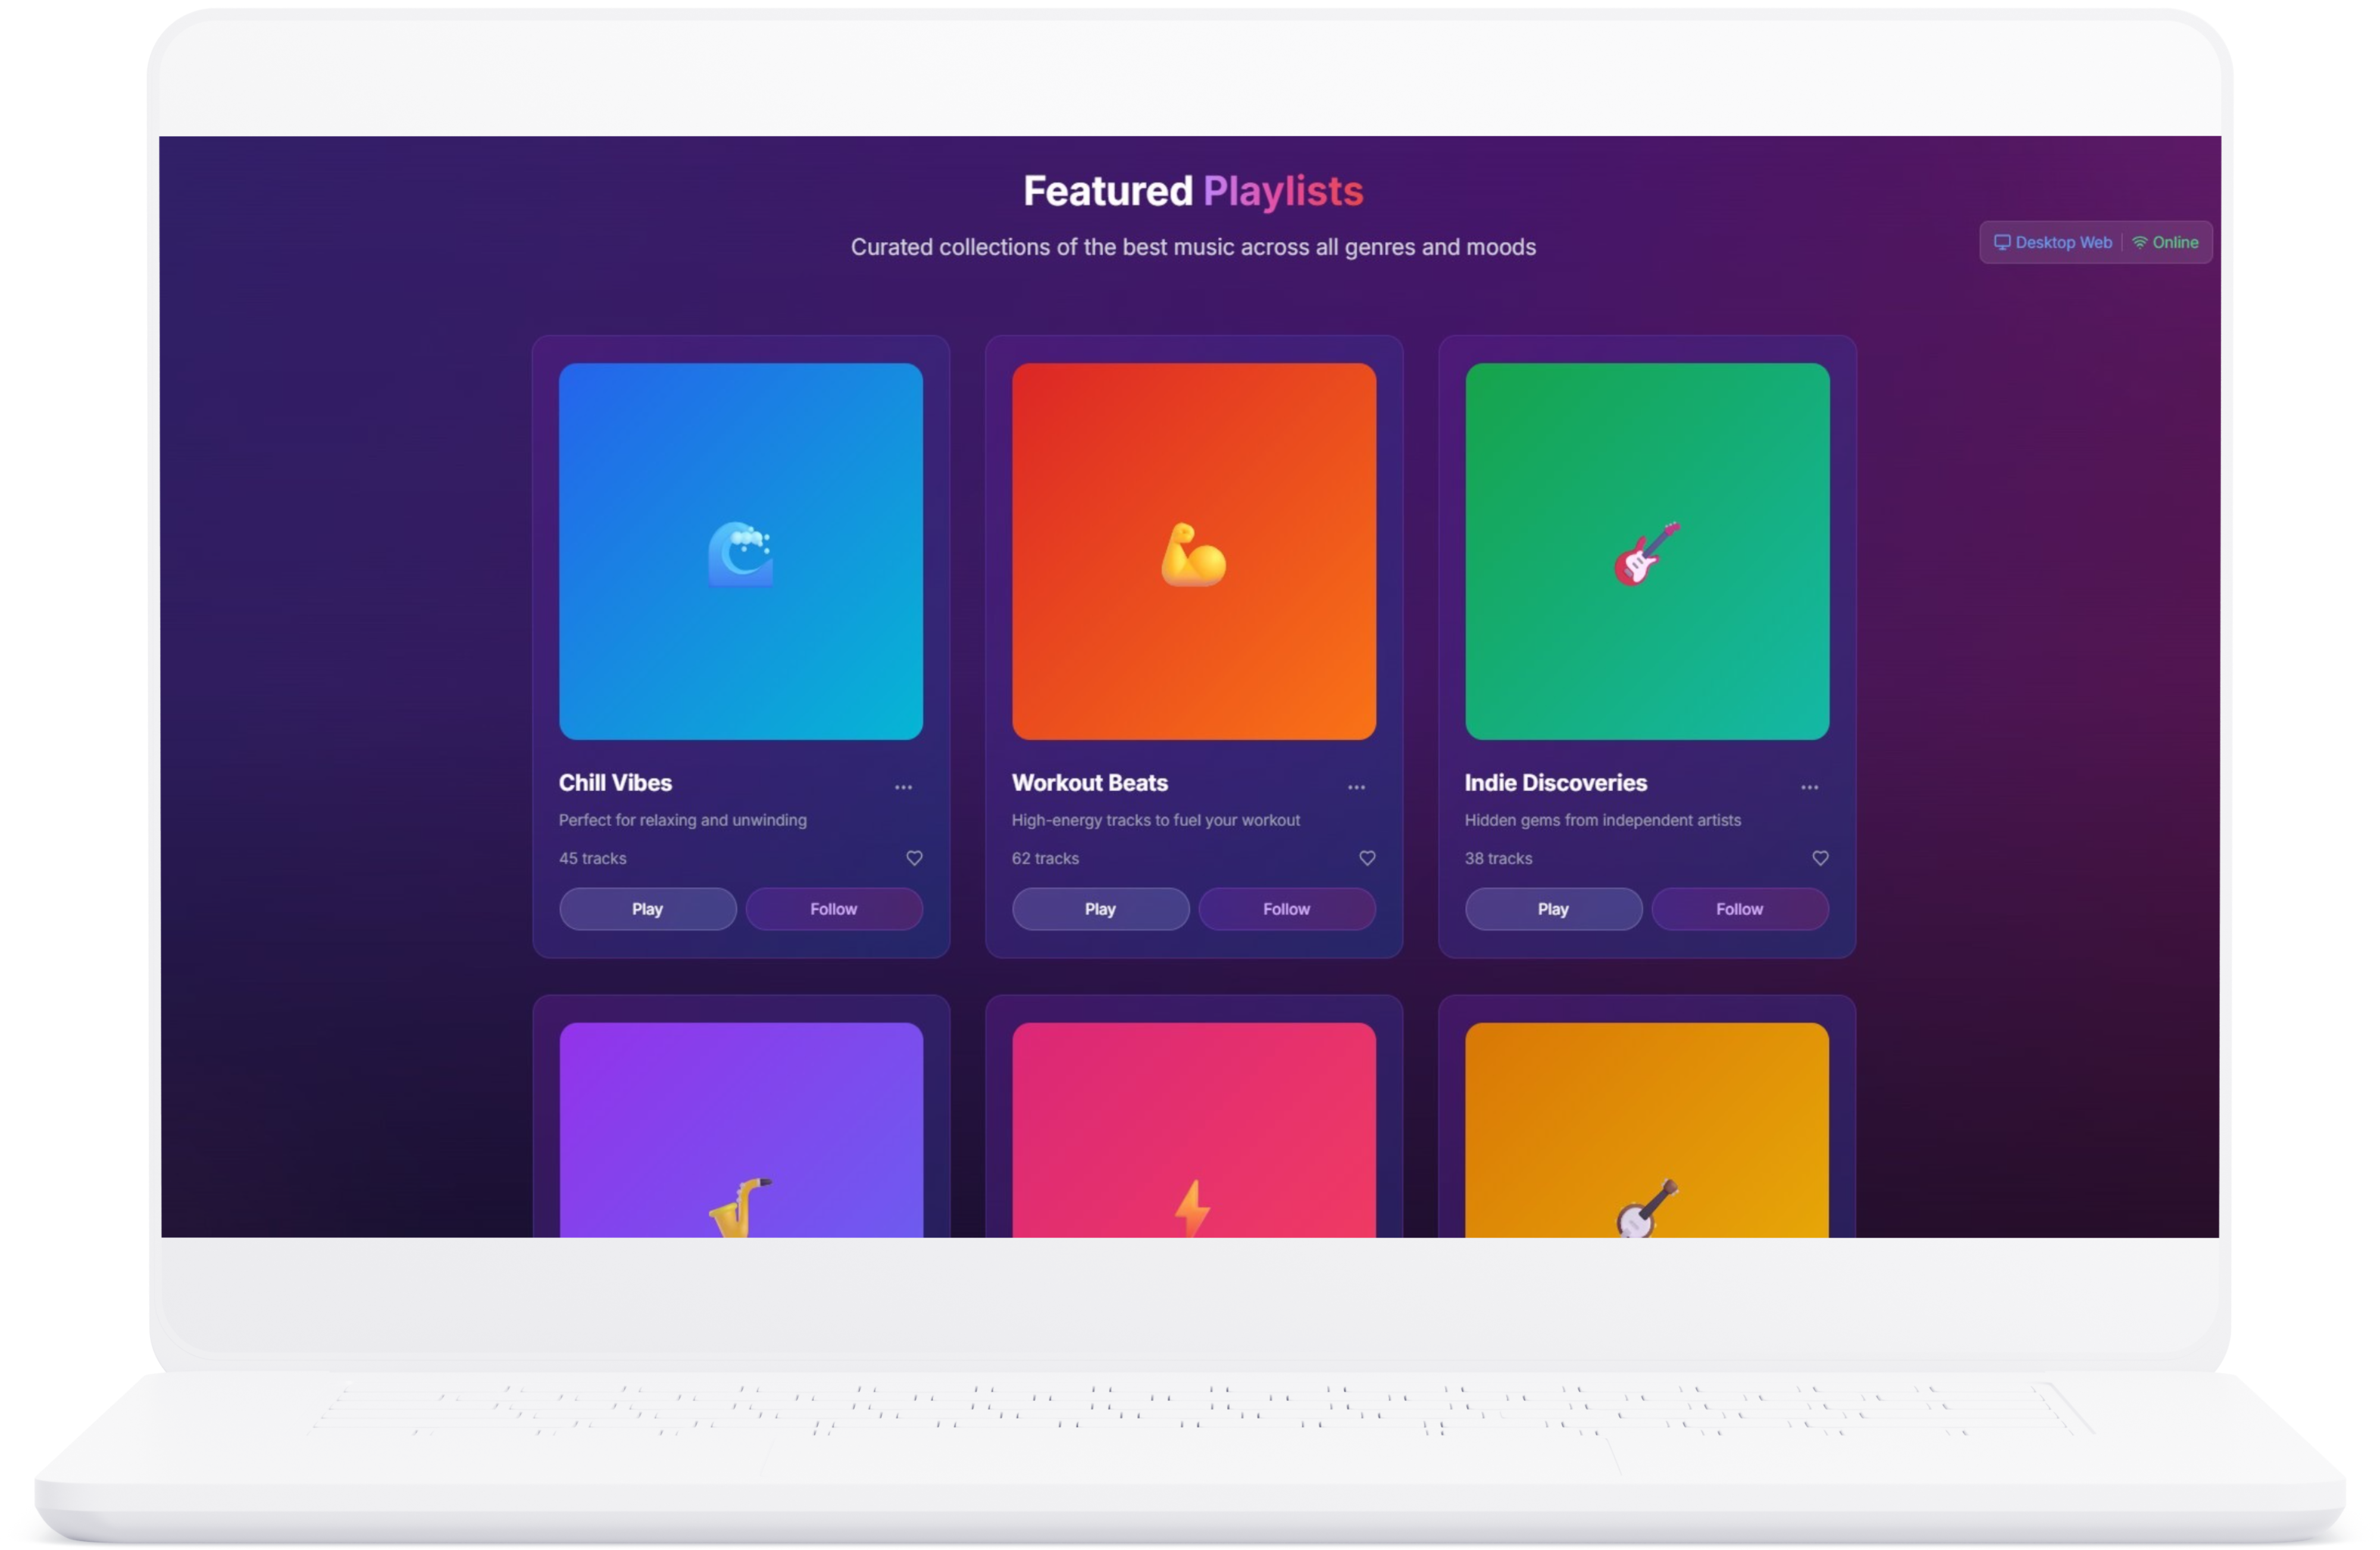 Featured Playlists
Curated collections of the best music across all genres and moods
Desktop Web | Online
Chill Vibes
Perfect for relaxing and unwinding
45 tracks
Play Follow
Workout Beats
High-energy tracks to fuel your workout
62 tracks
Play Follow
Indie Discoveries
Hidden gems from independent artists
38 tracks
Play Follow